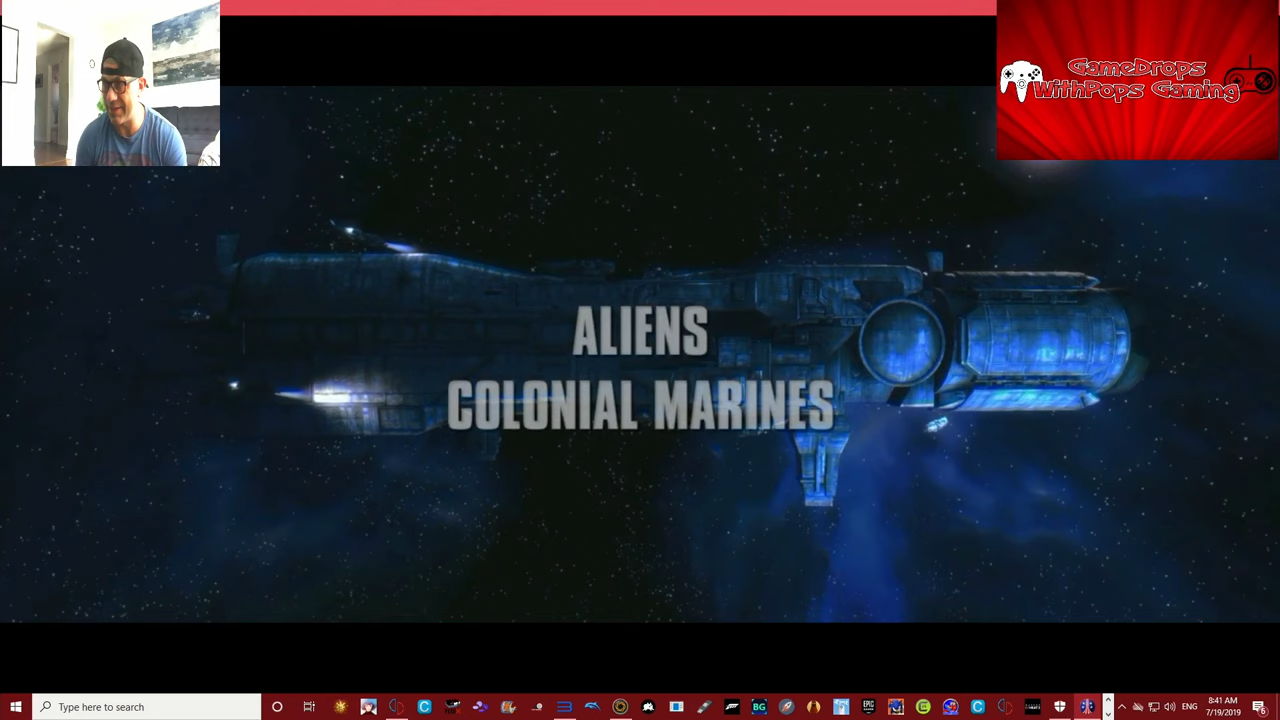 GameDrops
WithPops Gaming
ALIENS
COLONIAL MARINES
Type here to search
ENG
8:41 AM
7/19/2019